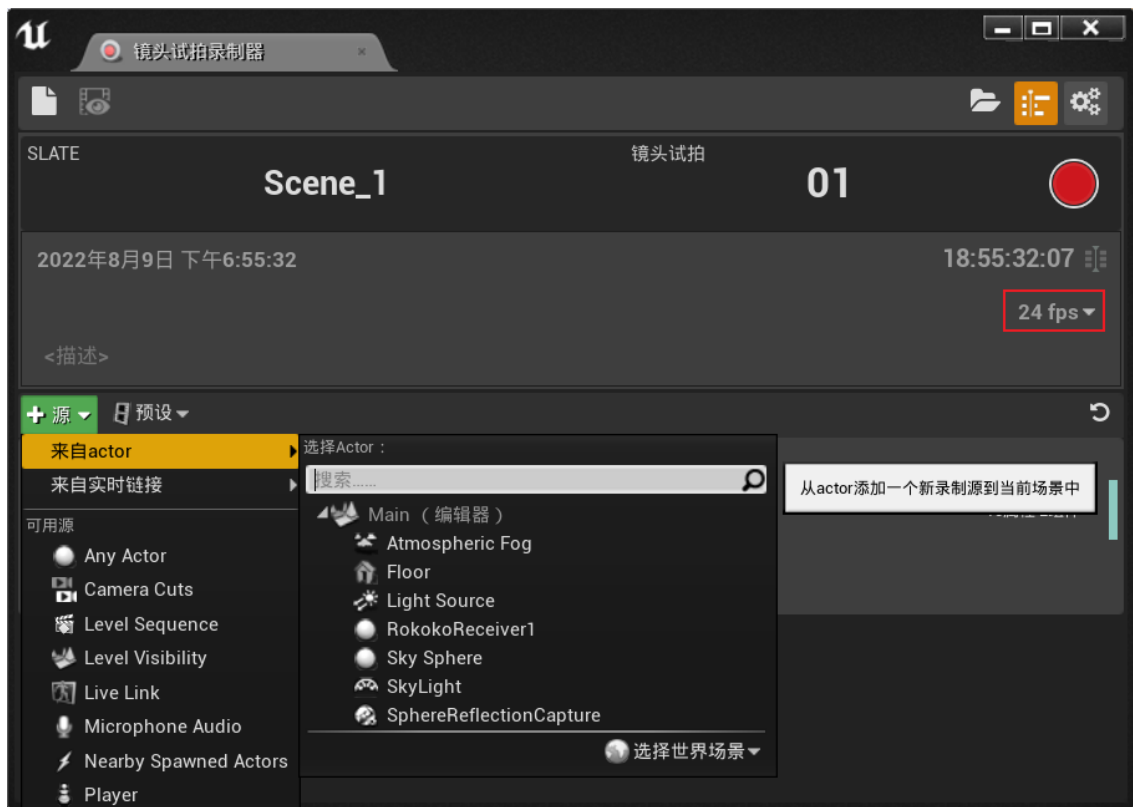 镜头试拍录制器
SLATE
镜头试拍
Scene_1
01
2022年8月9日 下午6:55:32
18:55:32:07
24 fps
<描述>
源
预设
来自actor
来自实时链接
可用源
Any Actor
Camera Cuts
Level Sequence
Level Visibility
Live Link
Microphone Audio
Nearby Spawned Actors
Player
选择Actor：
搜索……
Main （编辑器）
Atmospheric Fog
Floor
Light Source
RokokoReceiver1
Sky Sphere
SkyLight
SphereReflectionCapture
选择世界场景
从actor添加一个新录制源到当前场景中